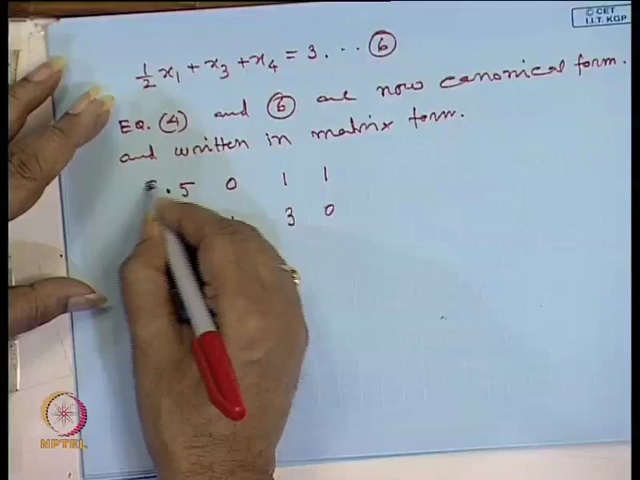 © CET
I.I.T. KGP
1/2 x₁ + x₃ + x₄ = 3 . . . ⑥
EQ. ④ and ⑥ are now canonical form.
and written in matrix form.
.5 0 1 1
3 0
NPTEL